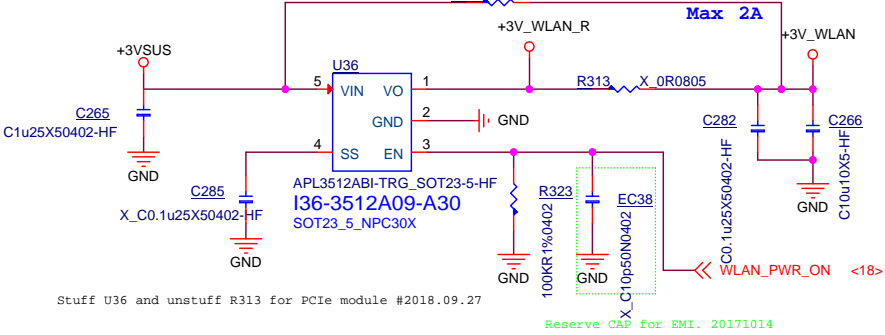 Max 2A
+3V_WLAN_R
+3V_WLAN
+3VSUS
U36
5
VIN
VO
1
R313
X_0R0805
C265
C1u25X50402-HF
GND
2
GND
C282
C0.1u25X50402-HF
C266
C10u10X5-HF
GND
4
SS
EN
3
GND
C285
X_C0.1u25X50402-HF
GND
APL3512ABI-TRG_SOT23-5-HF
I36-3512A09-A30
SOT23_5_NPC30X
R323
100KR1%0402
GND
EC38
X_C10p50N0402
GND
WLAN_PWR_ON <18>
Stuff U36 and unstuff R313 for PCIe module #2018.09.27
Reserve CAP for EMI. 20171014